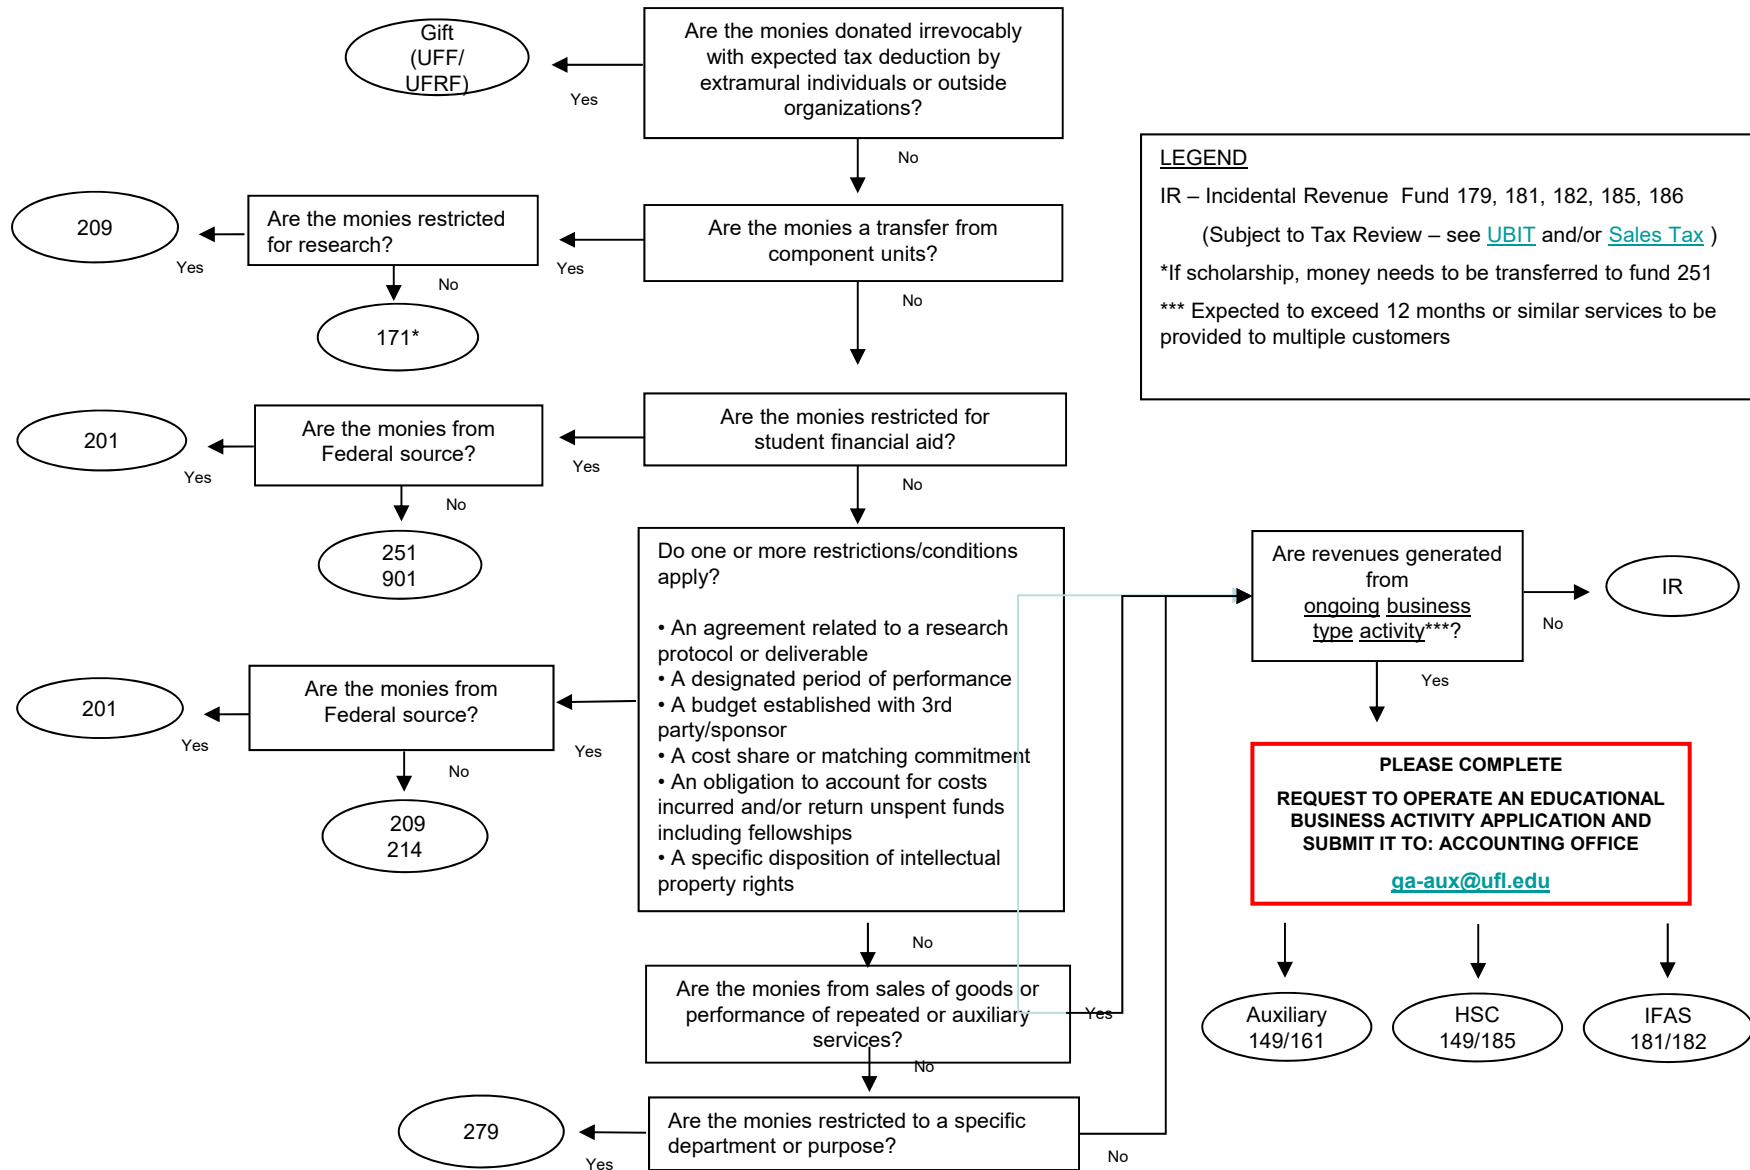 Gift
(UFF/
UFRF)
Yes
Are the monies donated irrevocably
with expected tax deduction by
extramural individuals or outside
organizations?
No
LEGEND
IR – Incidental Revenue  Fund 179, 181, 182, 185, 186
(Subject to Tax Review – see UBIT and/or Sales Tax )
*If scholarship, money needs to be transferred to fund 251
*** Expected to exceed 12 months or similar services to be
provided to multiple customers
209
Yes
Are the monies restricted
for research?
No
Yes
Are the monies a transfer from
component units?
No
171*
201
Yes
Are the monies from
Federal source?
No
Yes
Are the monies restricted for
student financial aid?
No
251
901
Do one or more restrictions/conditions
apply?
• An agreement related to a research
protocol or deliverable
• A designated period of performance
• A budget established with 3rd
party/sponsor
• A cost share or matching commitment
• An obligation to account for costs
incurred and/or return unspent funds
including fellowships
• A specific disposition of intellectual
property rights
Yes
No
201
Yes
Are the monies from
Federal source?
No
209
214
Are revenues generated
from
ongoing business
type activity***?
No
IR
Yes
PLEASE COMPLETE
REQUEST TO OPERATE AN EDUCATIONAL
BUSINESS ACTIVITY APPLICATION AND
SUBMIT IT TO: ACCOUNTING OFFICE
ga-aux@ufl.edu
Auxiliary
149/161
HSC
149/185
IFAS
181/182
Are the monies from sales of goods or
performance of repeated or auxiliary
services?
Yes
No
279
Yes
Are the monies restricted to a specific
department or purpose?
No